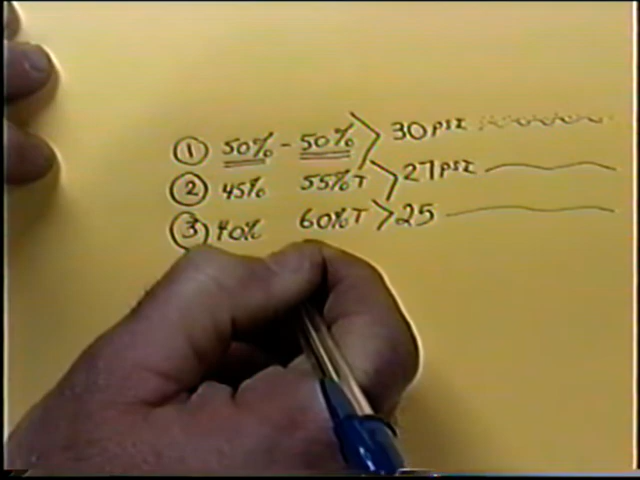 ① 50% - 50% > 30 PSI
② 45% 55% T > 27 PSI
③ 40% 60% T > 25